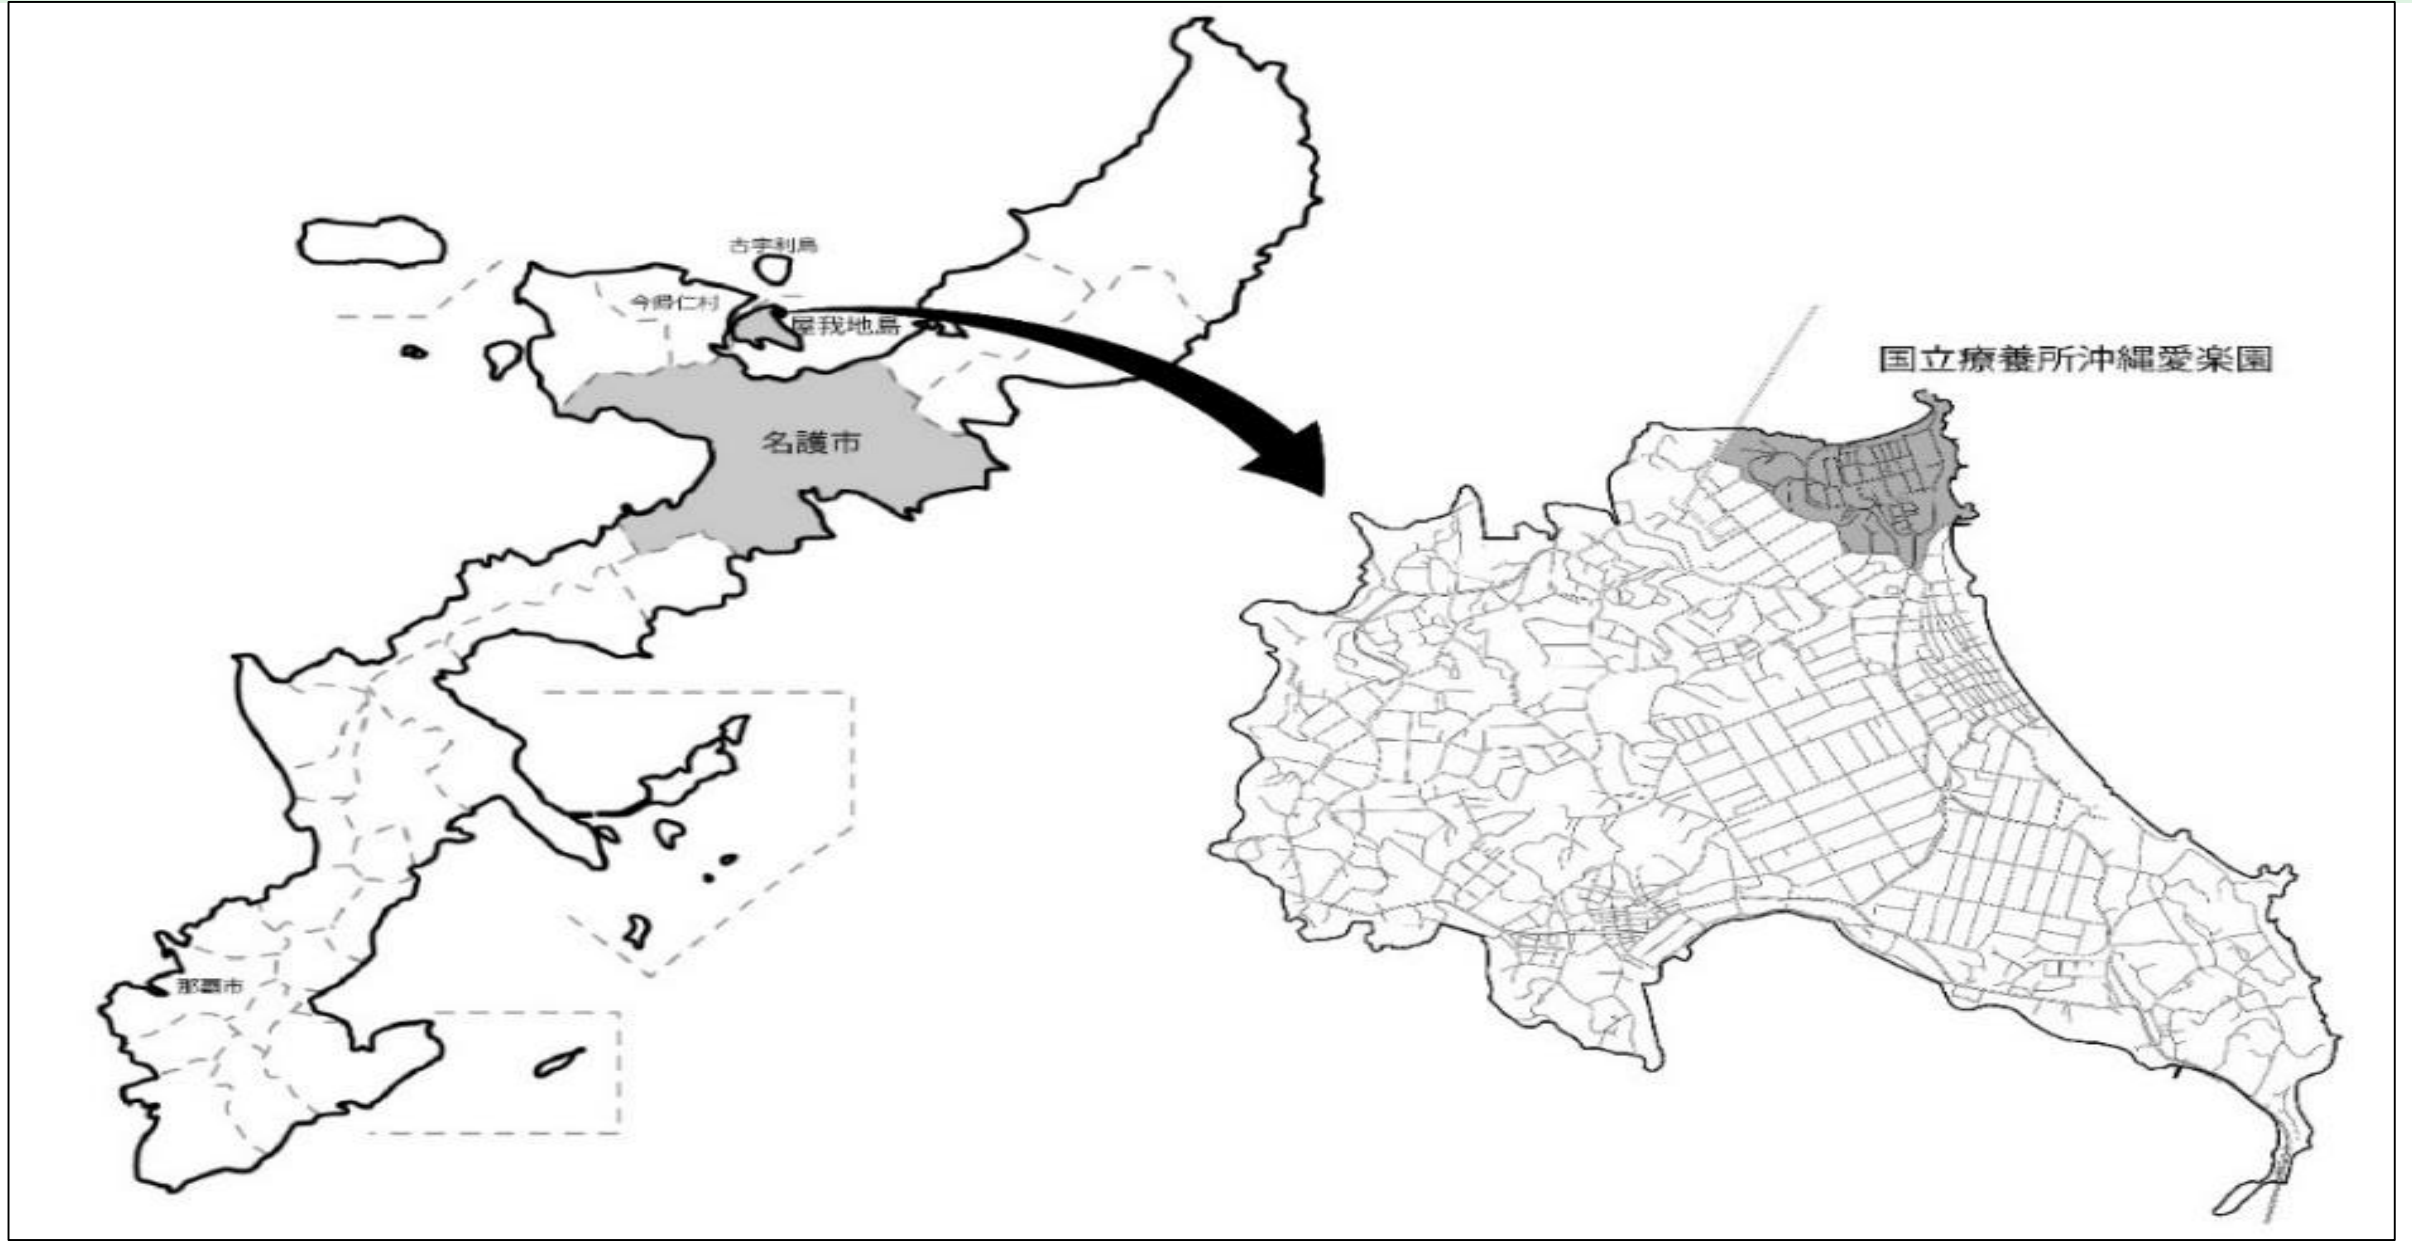 古宇利島
今帰仁村
屋我地島
国立療養所沖縄愛楽園
名護市
那覇市